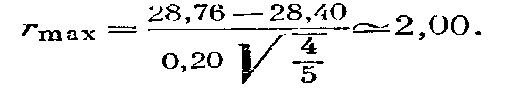 r_max = (28,76 — 28,40) / (0,20 √(4/5)) ≃ 2,00.